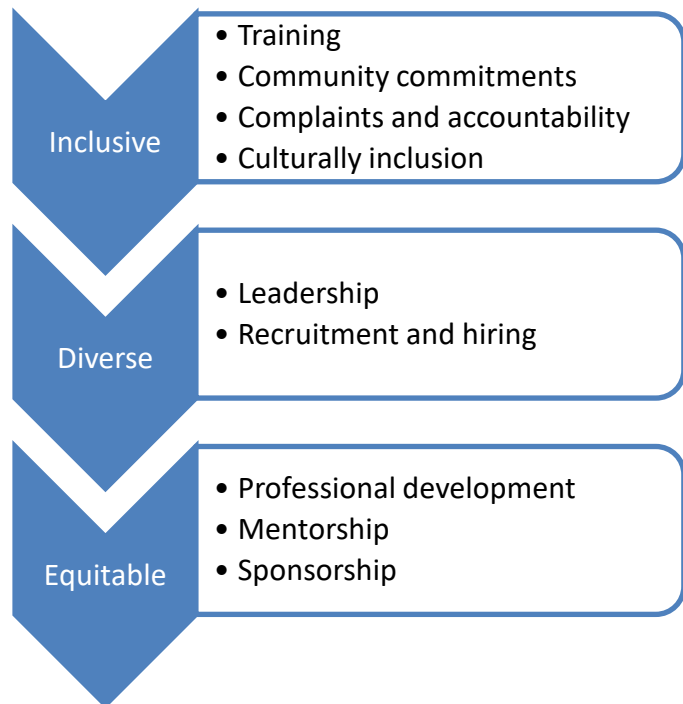 Inclusive
• Training
• Community commitments
• Complaints and accountability
• Culturally inclusion
Diverse
• Leadership
• Recruitment and hiring
Equitable
• Professional development
• Mentorship
• Sponsorship